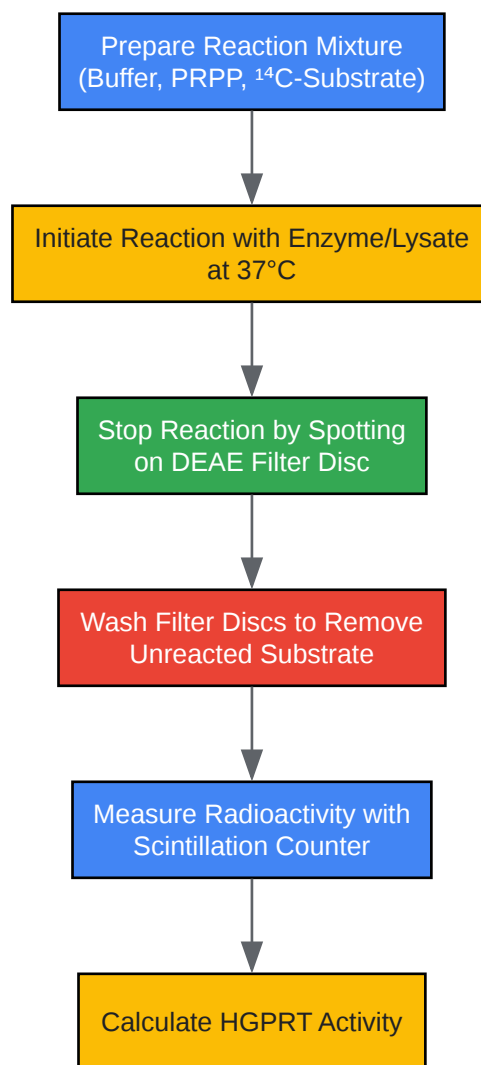 Prepare Reaction Mixture
(Buffer, PRPP, ¹⁴C-Substrate)
Initiate Reaction with Enzyme/Lysate
at 37°C
Stop Reaction by Spotting
on DEAE Filter Disc
Wash Filter Discs to Remove
Unreacted Substrate
Measure Radioactivity with
Scintillation Counter
Calculate HGPRT Activity